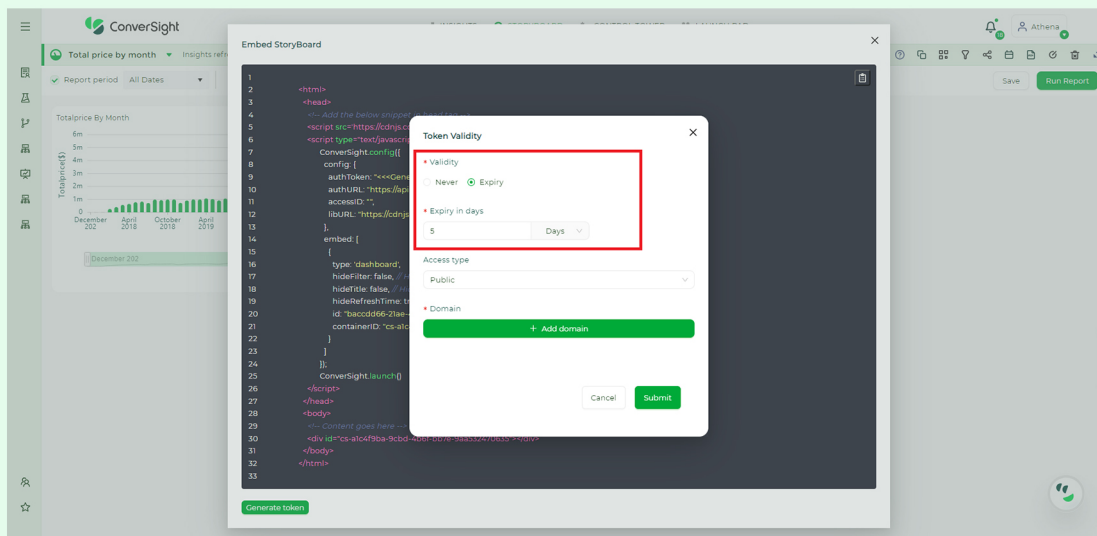 ConverSight
Athena
Total price by month
Insights refre
Report period
All Dates
Save
Run Report
Totalprice By Month
Totalprice($)
6m
5m
4m
3m
2m
1m
0
December 202
April 2018
October 2018
April 2019
December 202
Embed StoryBoard
1
2 <html>
3 <head>
4 <!-- Add the below snippet in head tag -->
5 <script src="https://cdnjs.co
6 <script type="text/javascrip
7 ConverSight.config({
8 config: {
9 authToken: "<<<Gene
10 authURL: "https://api
11 accessID: "",
12 libURL: "https://cdnjs
13 },
14 embed: [
15 {
16 type: 'dashboard',
17 hideFilter: false, // H
18 hideTitle: false, // Hid
19 hideRefreshTime: tr
20 id: "baccdd66-21ae-4
21 containerID: "cs-a1c4
22 }
23 ]
24 });
25 ConverSight.launch()
26 </script>
27 </head>
28 <body>
29 <!-- Content goes here -->
30 <div id="cs-a1c4f9ba-9cbd-4b6f-bb7e-9aa532470635"></div>
31 </body>
32 </html>
33
Generate token
Token Validity
* Validity
Never
Expiry
* Expiry in days
5
Days
Access type
Public
* Domain
+ Add domain
Cancel
Submit